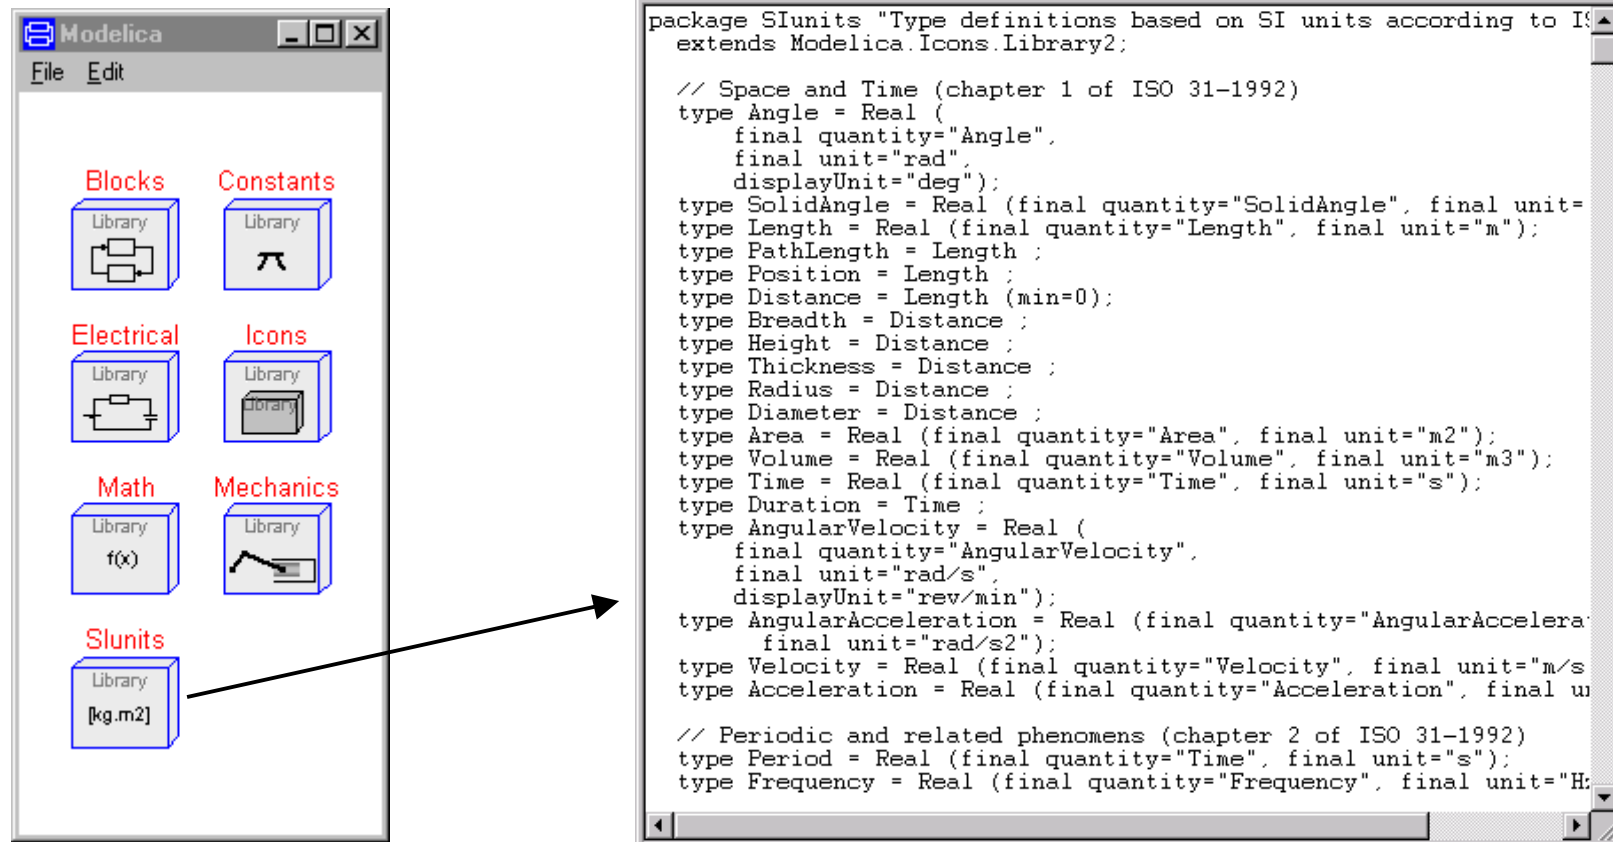 Modelica
File Edit
Blocks Constants
Library Library
Electrical Icons
Library Library
Library
Math Mechanics
Library Library
f(x)
SIunits
Library
[kg.m2]
package SIunits "Type definitions based on SI units according to IS
extends Modelica.Icons.Library2;
// Space and Time (chapter 1 of ISO 31-1992)
type Angle = Real (
final quantity="Angle",
final unit="rad",
displayUnit="deg");
type SolidAngle = Real (final quantity="SolidAngle", final unit=
type Length = Real (final quantity="Length", final unit="m");
type PathLength = Length ;
type Position = Length ;
type Distance = Length (min=0);
type Breadth = Distance ;
type Height = Distance ;
type Thickness = Distance ;
type Radius = Distance ;
type Diameter = Distance ;
type Area = Real (final quantity="Area", final unit="m2");
type Volume = Real (final quantity="Volume", final unit="m3");
type Time = Real (final quantity="Time", final unit="s");
type Duration = Time ;
type AngularVelocity = Real (
final quantity="AngularVelocity",
final unit="rad/s",
displayUnit="rev/min");
type AngularAcceleration = Real (final quantity="AngularAccelera
final unit="rad/s2");
type Velocity = Real (final quantity="Velocity", final unit="m/s
type Acceleration = Real (final quantity="Acceleration", final u
// Periodic and related phenomens (chapter 2 of ISO 31-1992)
type Period = Real (final quantity="Time", final unit="s");
type Frequency = Real (final quantity="Frequency", final unit="Hz